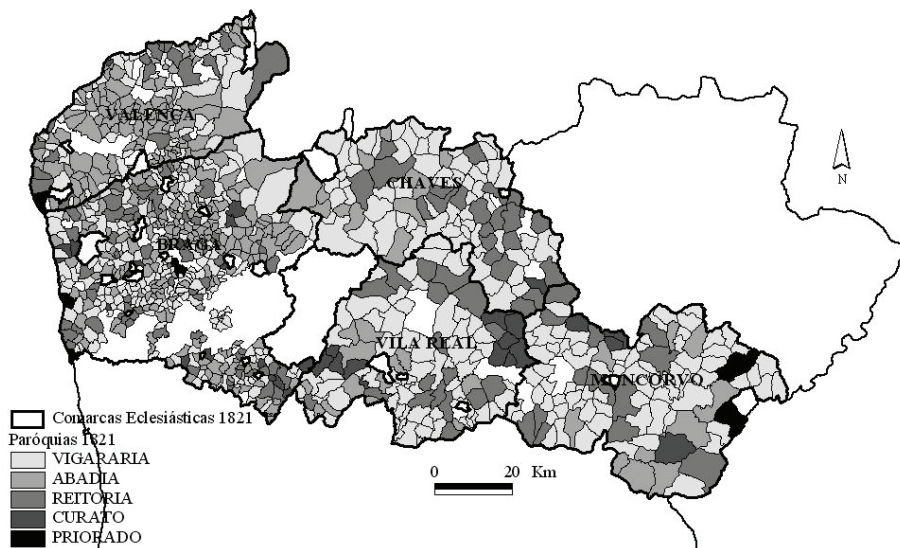 VALENÇA
CHAVES
BRAGA
VILA REAL
MONCORVO
N
Comarcas Eclesiásticas 1821
Paróquias 1821
VIGARARIA
ABADIA
REITORIA
CURATO
PRIORADO
0 20 Km